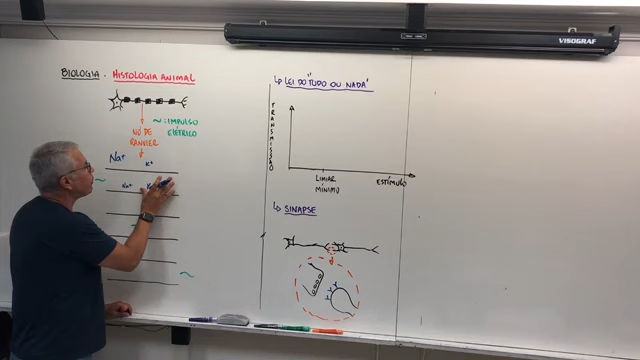 BIOLOGIA - HISTOLOGIA ANIMAL
~ : IMPULSO
ELÉTRICO
NÓ DE
RANVIER
Na+ K+
~
Na+ K
~
↳ LEI DO "TUDO OU NADA"
TRANSMISSÃO
LIMIAR
MÍNIMO
ESTÍMULO
↳ SINAPSE
VISOGRAF